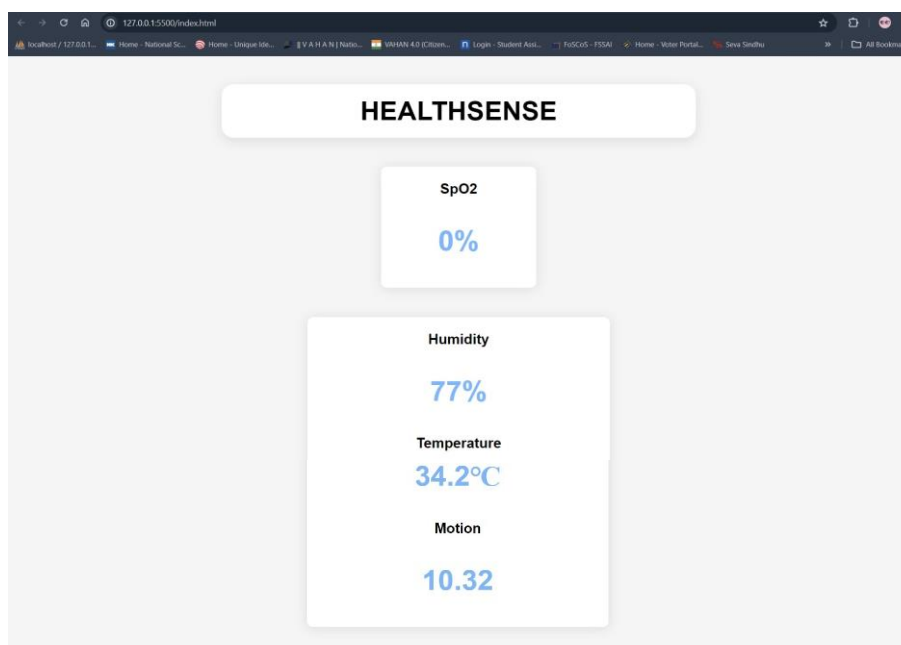 127.0.0.1:5500/index.html
localhost / 127.0.0.1... Home - National Sc... Home - Unique Ide... || V A H A N | Natio... VAHAN 4.0 (Citizen... Login - Student Assi... FoSCoS - FSSAI Home - Voter Portal... Seva Sindhu » All Bookma
HEALTHSENSE
SpO2
0%
Humidity
77%
Temperature
34.2°C
Motion
10.32